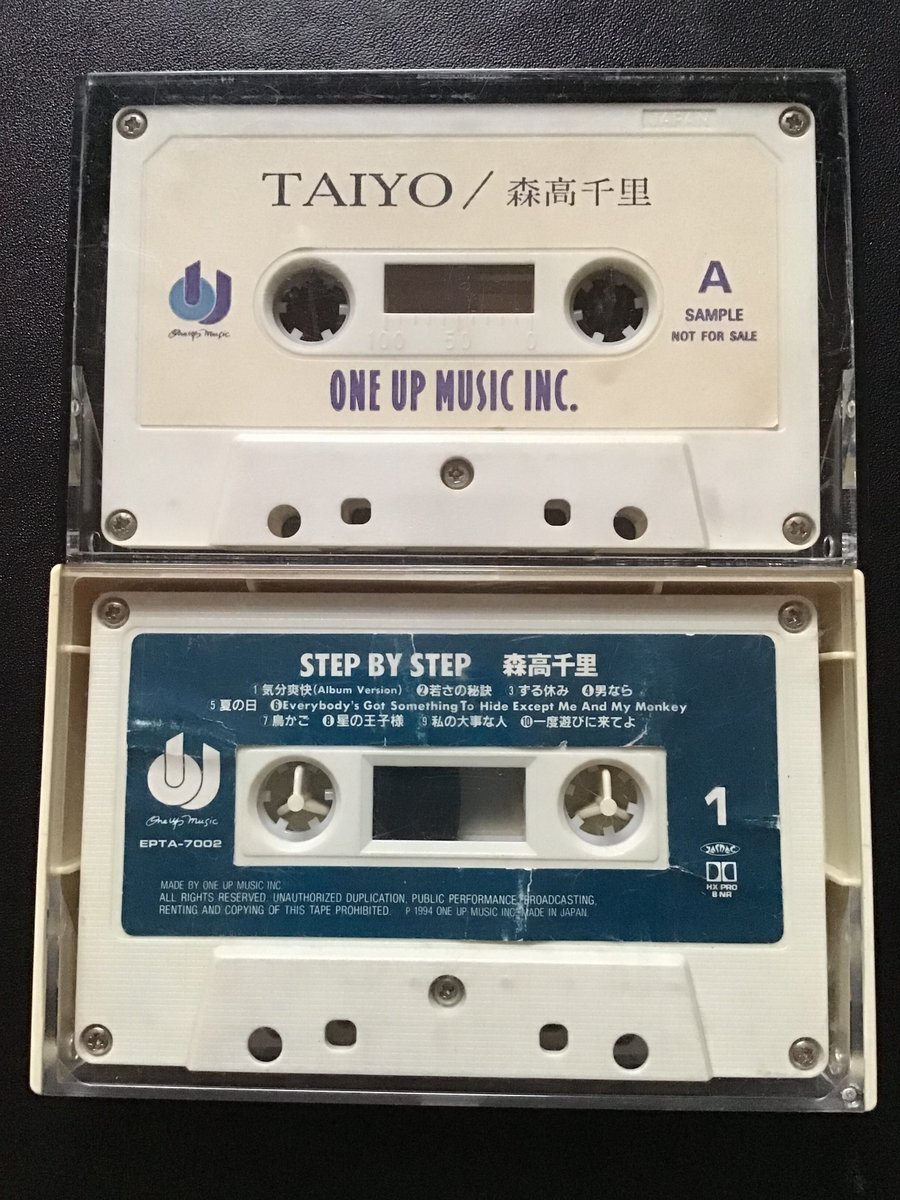 JAPAN
TAIYO/森高千里
One Up Music
A
SAMPLE
NOT FOR SALE
100 50 0
ONE UP MUSIC INC.
STEP BY STEP 森高千里
1 気分爽快(Album Version) ❷若さの秘訣 3 ずる休み ❹男なら
5 夏の日 ❻Everybody's Got Something To Hide Except Me And My Monkey
7 鳥かご ❽星の王子様 9 私の大事な人 ❿一度遊びに来てよ
One Up Music
EPTA-7002
1
JASRAC
HX PRO
B NR
MADE BY ONE UP MUSIC INC
ALL RIGHTS RESERVED. UNAUTHORIZED DUPLICATION, PUBLIC PERFORMANCE, BROADCASTING,
RENTING AND COPYING OF THIS TAPE PROHIBITED. P 1994 ONE UP MUSIC INC. MADE IN JAPAN